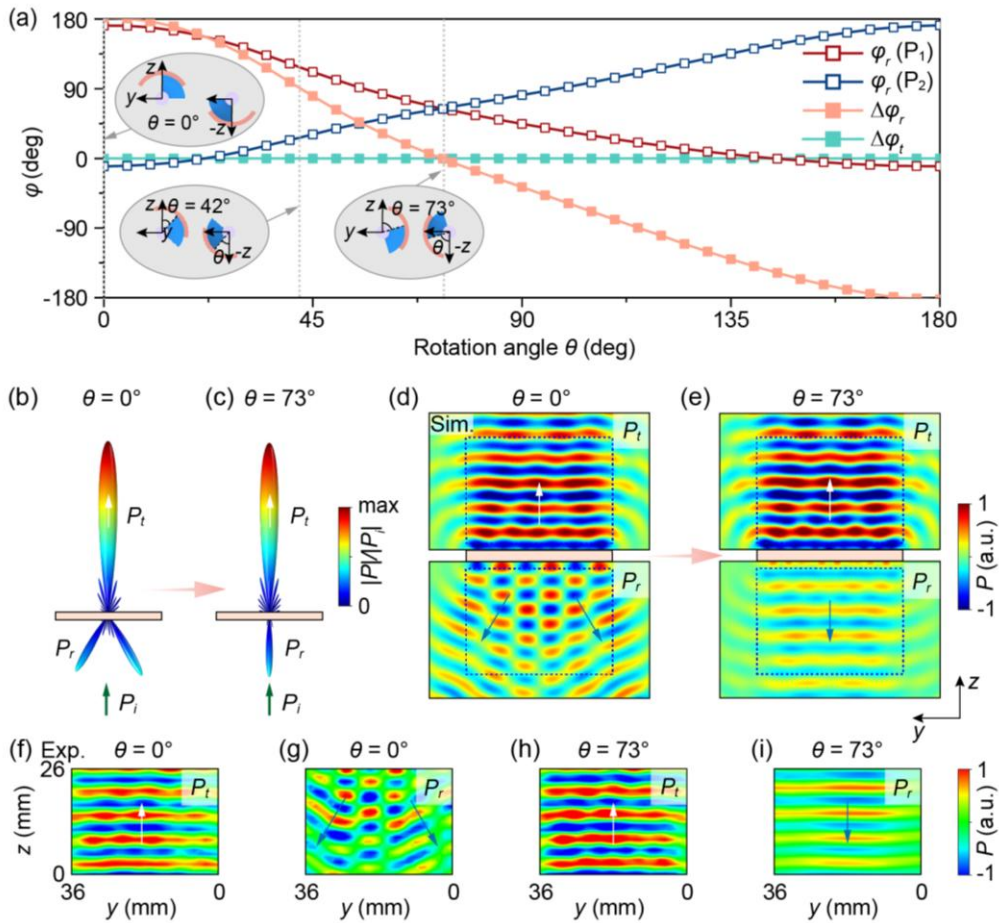 (a)
180
90
0
-90
-180
φ (deg)
φr (P1)
φr (P2)
Δφr
Δφt
z
y
θ = 0°
-z
z
θ = 42°
y
θ
-z
z
θ = 73°
y
θ
-z
0 45 90 135 180
Rotation angle θ (deg)
(b) θ = 0° (c) θ = 73° (d) θ = 0° (e) θ = 73°
Pt
Pr
Pi
Pt
Pr
Pi
max
0
|P|/|Pi|
Sim.
Pt
Pr
Pt
Pr
1
-1
P (a.u.)
z
y
(f) Exp. θ = 0° (g) θ = 0° (h) θ = 73° (i) θ = 73°
26
0
z (mm)
Pt
Pr
Pt
Pr
1
-1
P (a.u.)
36 0 36 0 36 0 36 0
y (mm) y (mm) y (mm) y (mm)